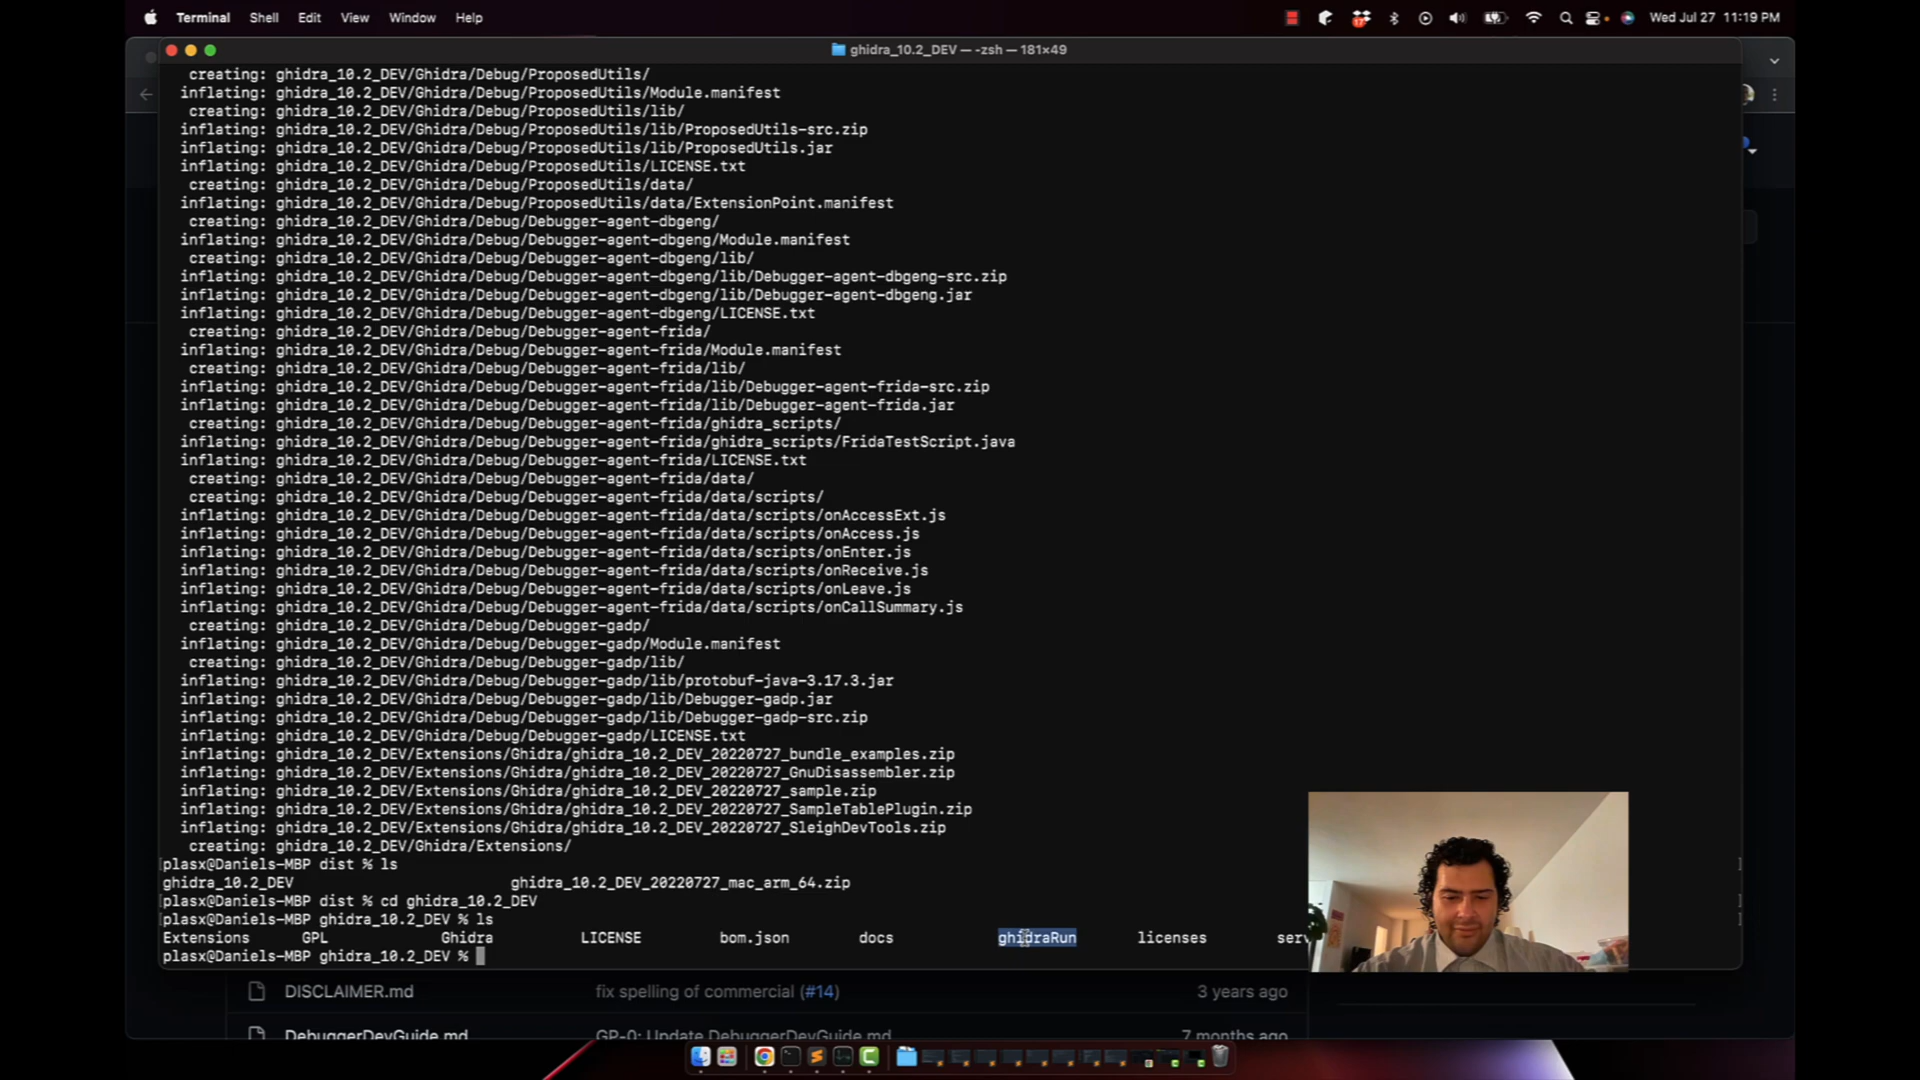 Terminal Shell Edit View Window Help
17
Wed Jul 27 11:19 PM
ghidra_10.2_DEV — -zsh — 181×49
creating: ghidra_10.2_DEV/Ghidra/Debug/ProposedUtils/
inflating: ghidra_10.2_DEV/Ghidra/Debug/ProposedUtils/Module.manifest
creating: ghidra_10.2_DEV/Ghidra/Debug/ProposedUtils/lib/
inflating: ghidra_10.2_DEV/Ghidra/Debug/ProposedUtils/lib/ProposedUtils-src.zip
inflating: ghidra_10.2_DEV/Ghidra/Debug/ProposedUtils/lib/ProposedUtils.jar
inflating: ghidra_10.2_DEV/Ghidra/Debug/ProposedUtils/LICENSE.txt
creating: ghidra_10.2_DEV/Ghidra/Debug/ProposedUtils/data/
inflating: ghidra_10.2_DEV/Ghidra/Debug/ProposedUtils/data/ExtensionPoint.manifest
creating: ghidra_10.2_DEV/Ghidra/Debug/Debugger-agent-dbgeng/
inflating: ghidra_10.2_DEV/Ghidra/Debug/Debugger-agent-dbgeng/Module.manifest
creating: ghidra_10.2_DEV/Ghidra/Debug/Debugger-agent-dbgeng/lib/
inflating: ghidra_10.2_DEV/Ghidra/Debug/Debugger-agent-dbgeng/lib/Debugger-agent-dbgeng-src.zip
inflating: ghidra_10.2_DEV/Ghidra/Debug/Debugger-agent-dbgeng/lib/Debugger-agent-dbgeng.jar
inflating: ghidra_10.2_DEV/Ghidra/Debug/Debugger-agent-dbgeng/LICENSE.txt
creating: ghidra_10.2_DEV/Ghidra/Debug/Debugger-agent-frida/
inflating: ghidra_10.2_DEV/Ghidra/Debug/Debugger-agent-frida/Module.manifest
creating: ghidra_10.2_DEV/Ghidra/Debug/Debugger-agent-frida/lib/
inflating: ghidra_10.2_DEV/Ghidra/Debug/Debugger-agent-frida/lib/Debugger-agent-frida-src.zip
inflating: ghidra_10.2_DEV/Ghidra/Debug/Debugger-agent-frida/lib/Debugger-agent-frida.jar
creating: ghidra_10.2_DEV/Ghidra/Debug/Debugger-agent-frida/ghidra_scripts/
inflating: ghidra_10.2_DEV/Ghidra/Debug/Debugger-agent-frida/ghidra_scripts/FridaTestScript.java
inflating: ghidra_10.2_DEV/Ghidra/Debug/Debugger-agent-frida/LICENSE.txt
creating: ghidra_10.2_DEV/Ghidra/Debug/Debugger-agent-frida/data/
creating: ghidra_10.2_DEV/Ghidra/Debug/Debugger-agent-frida/data/scripts/
inflating: ghidra_10.2_DEV/Ghidra/Debug/Debugger-agent-frida/data/scripts/onAccessExt.js
inflating: ghidra_10.2_DEV/Ghidra/Debug/Debugger-agent-frida/data/scripts/onAccess.js
inflating: ghidra_10.2_DEV/Ghidra/Debug/Debugger-agent-frida/data/scripts/onEnter.js
inflating: ghidra_10.2_DEV/Ghidra/Debug/Debugger-agent-frida/data/scripts/onReceive.js
inflating: ghidra_10.2_DEV/Ghidra/Debug/Debugger-agent-frida/data/scripts/onLeave.js
inflating: ghidra_10.2_DEV/Ghidra/Debug/Debugger-agent-frida/data/scripts/onCallSummary.js
creating: ghidra_10.2_DEV/Ghidra/Debug/Debugger-gadp/
inflating: ghidra_10.2_DEV/Ghidra/Debug/Debugger-gadp/Module.manifest
creating: ghidra_10.2_DEV/Ghidra/Debug/Debugger-gadp/lib/
inflating: ghidra_10.2_DEV/Ghidra/Debug/Debugger-gadp/lib/protobuf-java-3.17.3.jar
inflating: ghidra_10.2_DEV/Ghidra/Debug/Debugger-gadp/lib/Debugger-gadp.jar
inflating: ghidra_10.2_DEV/Ghidra/Debug/Debugger-gadp/lib/Debugger-gadp-src.zip
inflating: ghidra_10.2_DEV/Ghidra/Debug/Debugger-gadp/LICENSE.txt
inflating: ghidra_10.2_DEV/Extensions/Ghidra/ghidra_10.2_DEV_20220727_bundle_examples.zip
inflating: ghidra_10.2_DEV/Extensions/Ghidra/ghidra_10.2_DEV_20220727_GnuDisassembler.zip
inflating: ghidra_10.2_DEV/Extensions/Ghidra/ghidra_10.2_DEV_20220727_sample.zip
inflating: ghidra_10.2_DEV/Extensions/Ghidra/ghidra_10.2_DEV_20220727_SampleTablePlugin.zip
inflating: ghidra_10.2_DEV/Extensions/Ghidra/ghidra_10.2_DEV_20220727_SleighDevTools.zip
creating: ghidra_10.2_DEV/Ghidra/Extensions/
plasx@Daniels-MBP dist % ls
ghidra_10.2_DEV ghidra_10.2_DEV_20220727_mac_arm_64.zip
plasx@Daniels-MBP dist % cd ghidra_10.2_DEV
plasx@Daniels-MBP ghidra_10.2_DEV % ls
Extensions GPL Ghidra LICENSE bom.json docs ghidraRun licenses serv
plasx@Daniels-MBP ghidra_10.2_DEV %
DISCLAIMER.md fix spelling of commercial (#14) 3 years ago
DebuggerDevGuide.md GP-0: Update DebuggerDevGuide.md 7 months ago